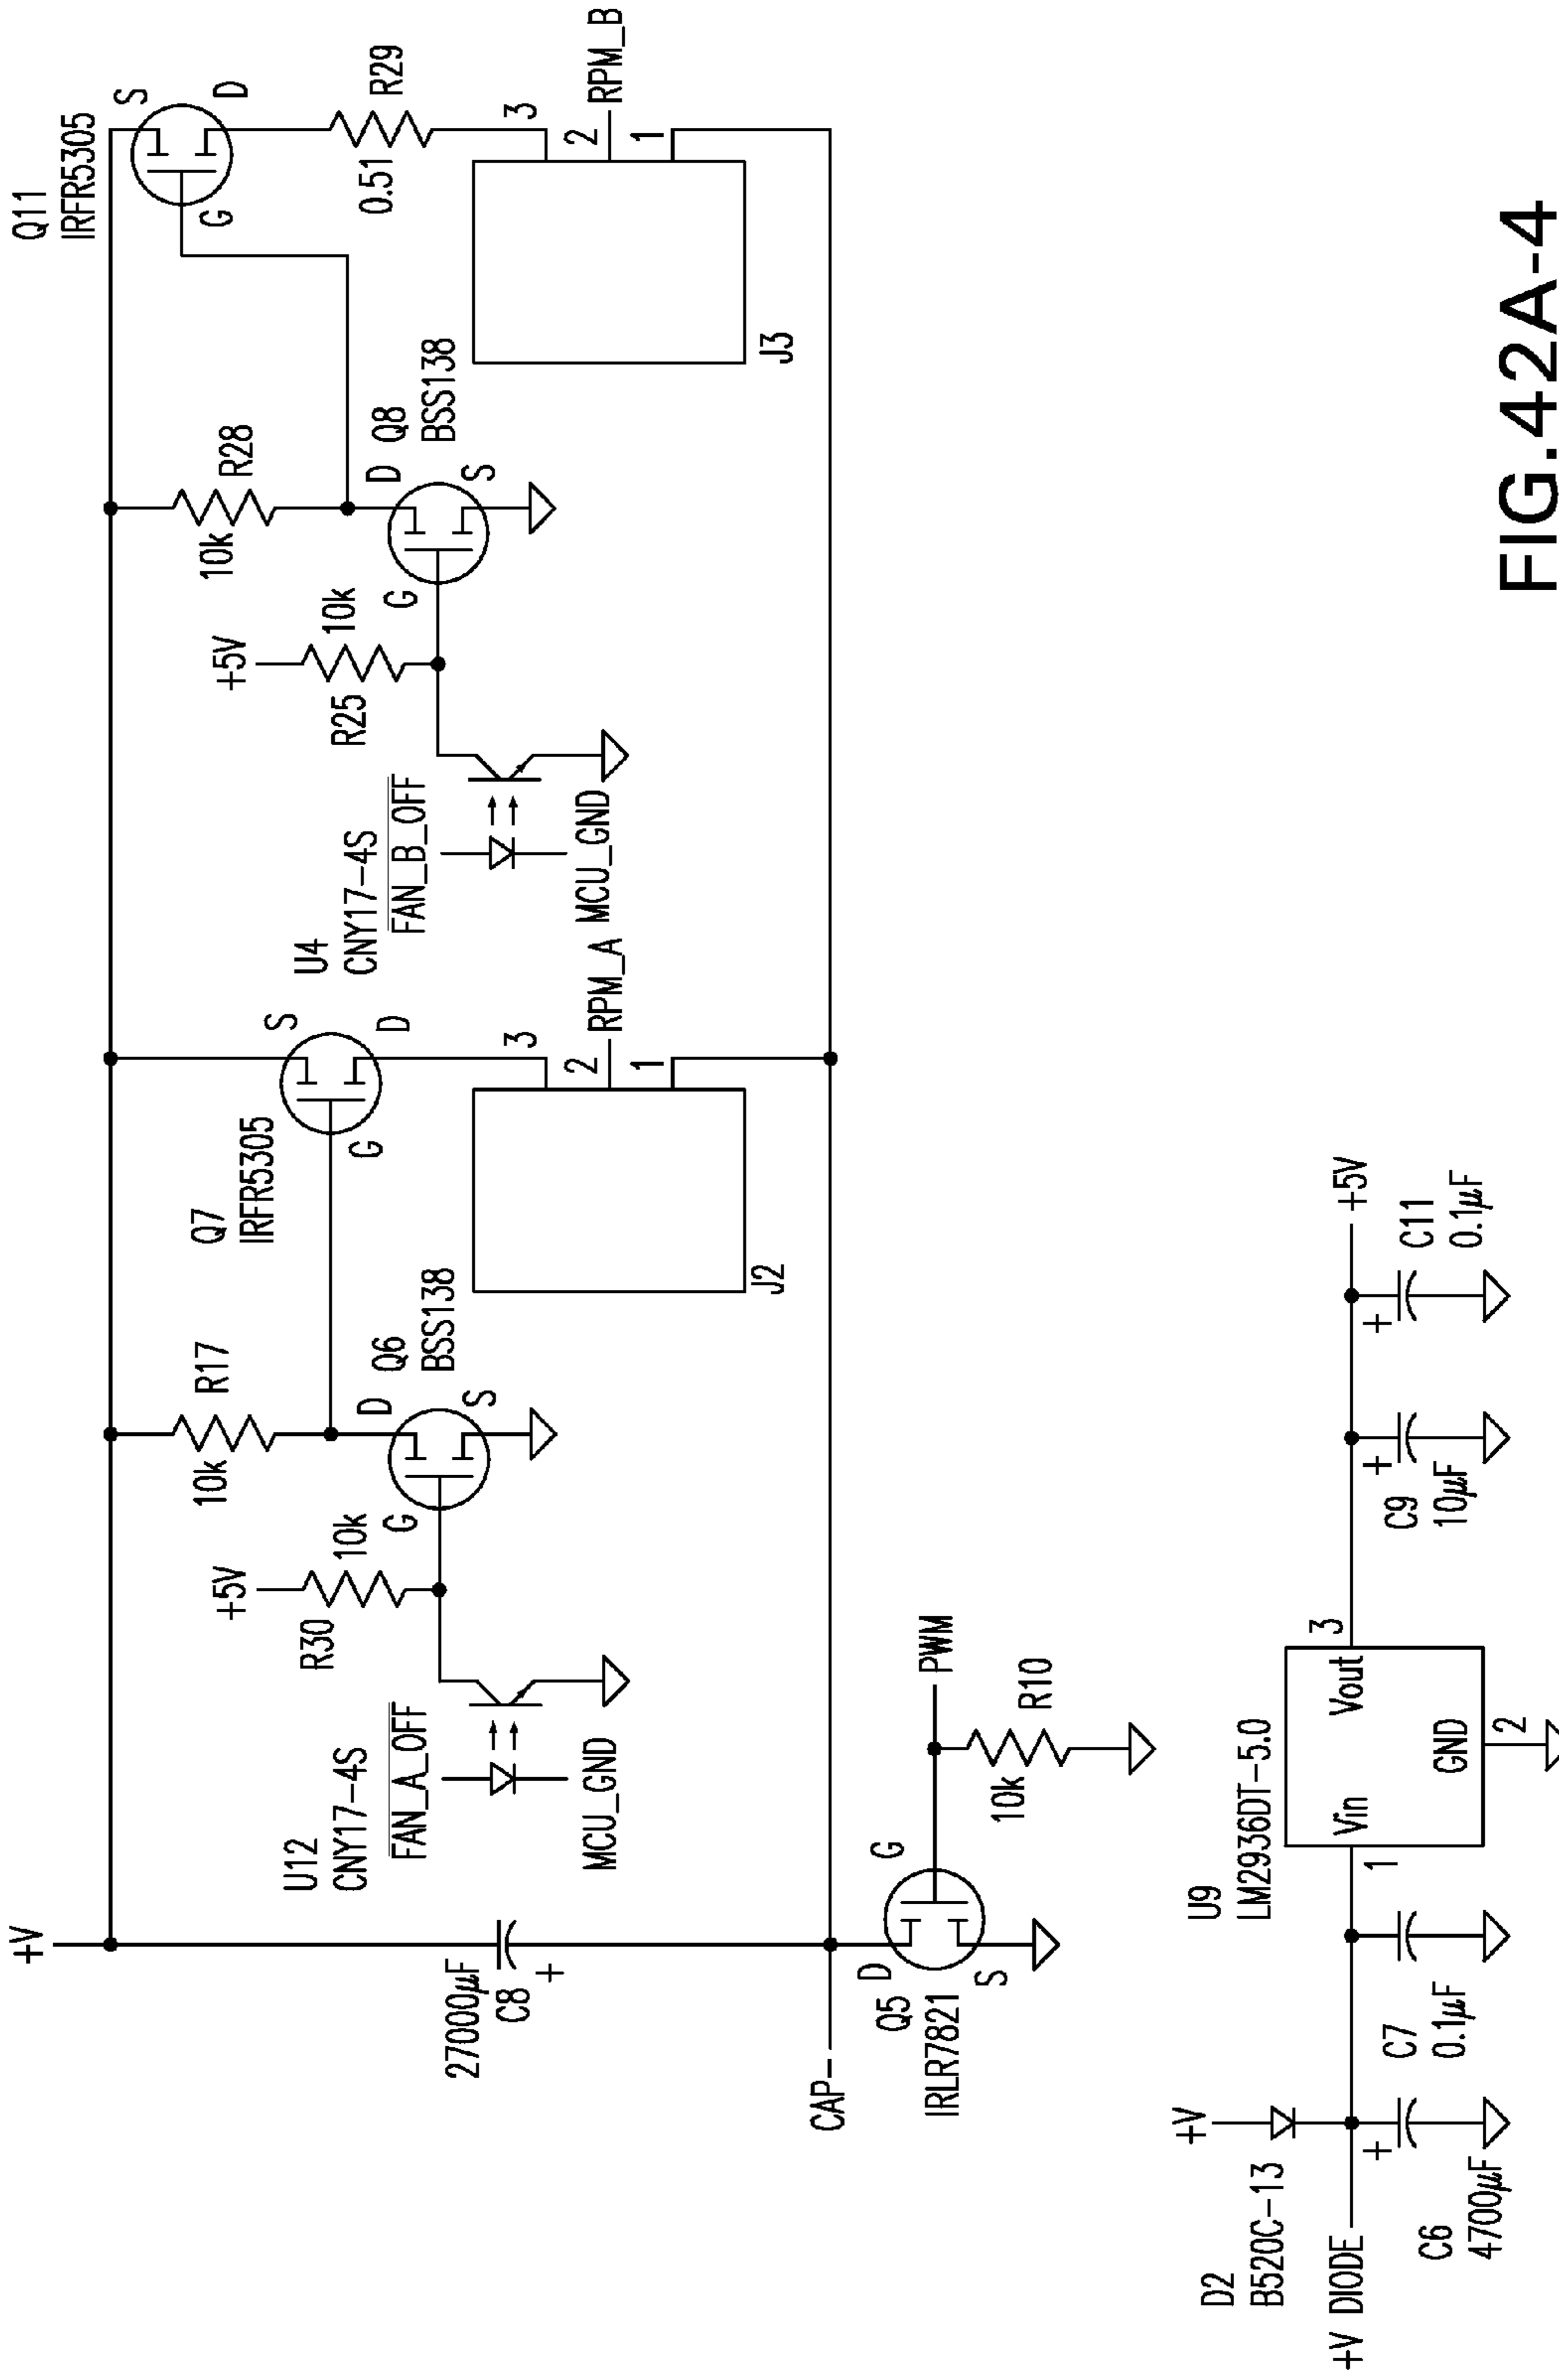 +V
27000µF
C8
+
CAP-
U12
CNY17-4S
FAN_A_OFF
MCU_GND
+5V
R30
10k
10k
R17
G
D
S
Q6
BSS138
Q7
IRFR5305
G
S
D
3
2
1
RPM_A
J2
U4
CNY17-4S
FAN_B_OFF
MCU_GND
+5V
R25
10k
10k
R28
G
D
S
Q8
BSS138
Q11
IRFR5305
G
S
D
0.51
R29
3
2
1
RPM_B
J3
D
G
S
Q5
IRLR7821
PWM
10k
R10
+V
D2
B520C-13
+V DIODE
+
C6
4700µF
C7
0.1µF
U9
LM2936DT-5.0
1
Vin
Vout
GND
2
3
+
C9
10µF
+
C11
0.1µF
+5V
FIG.42A-4